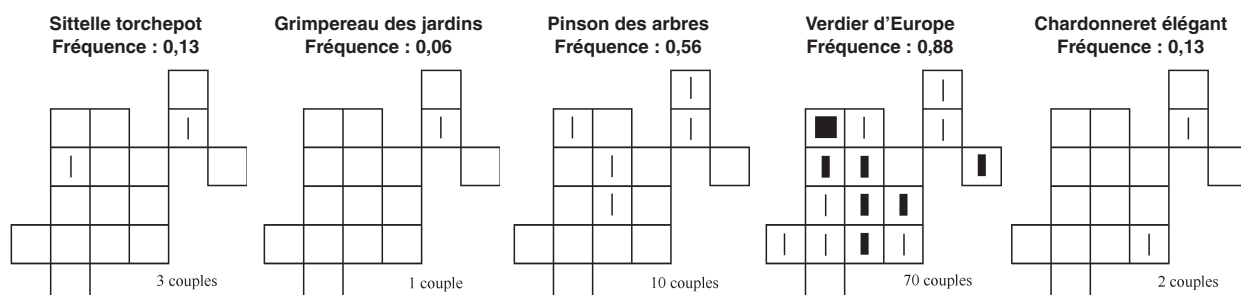 Sittelle torchepot
Fréquence : 0,13
3 couples
Grimpereau des jardins
Fréquence : 0,06
1 couple
Pinson des arbres
Fréquence : 0,56
10 couples
Verdier d’Europe
Fréquence : 0,88
70 couples
Chardonneret élégant
Fréquence : 0,13
2 couples